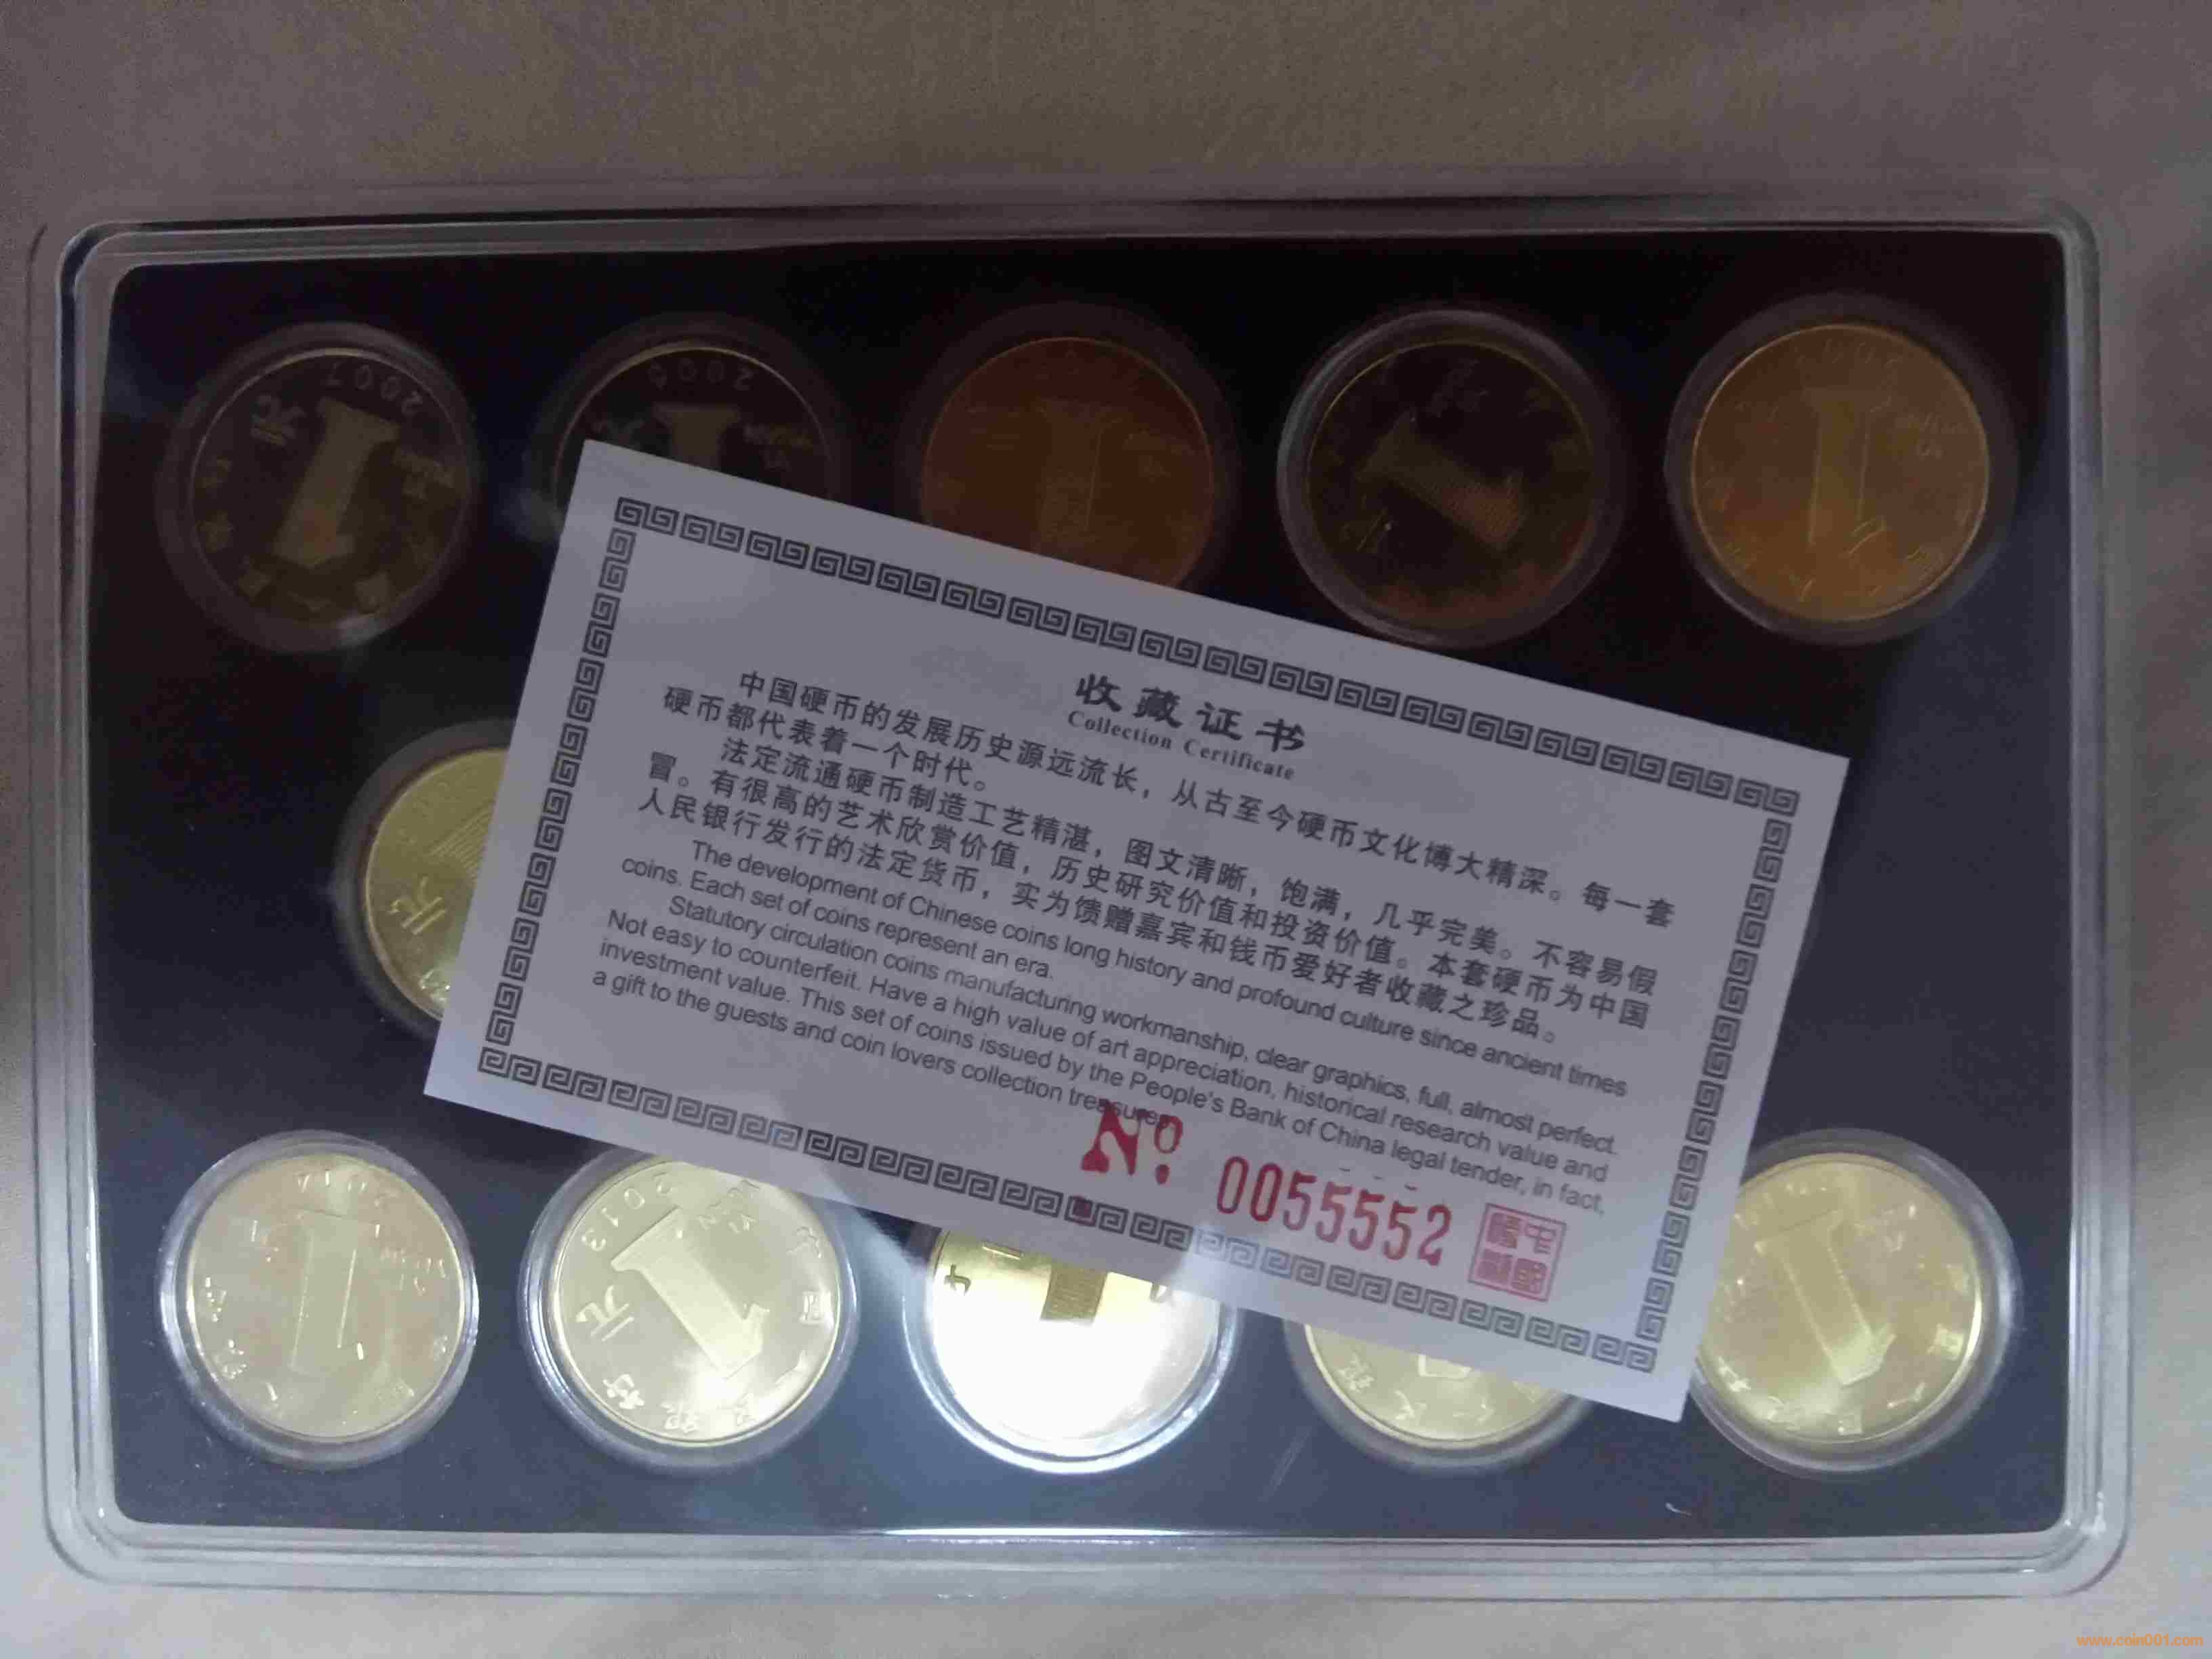 2007
元
2006
元
2003
元
收藏证书
Collection Certificate
中国硬币的发展历史源远流长，从古至今硬币文化博大精深。每一套
硬币都代表着一个时代。
法定流通硬币制造工艺精湛，图文清晰，饱满，几乎完美。不容易假
冒。有很高的艺术欣赏价值，历史研究价值和投资价值。本套硬币为中国
人民银行发行的法定货币，实为馈赠嘉宾和钱币爱好者收藏之珍品。
The development of Chinese coins long history and profound culture since ancient times
coins. Each set of coins represent an era.
Statutory circulation coins manufacturing workmanship, clear graphics, full, almost perfect.
Not easy to counterfeit. Have a high value of art appreciation, historical research value and
investment value. This set of coins issued by the People's Bank of China legal tender, in fact,
a gift to the guests and coin lovers collection treasures.
№ 0055552
2014
2013
元
www.coin001.com